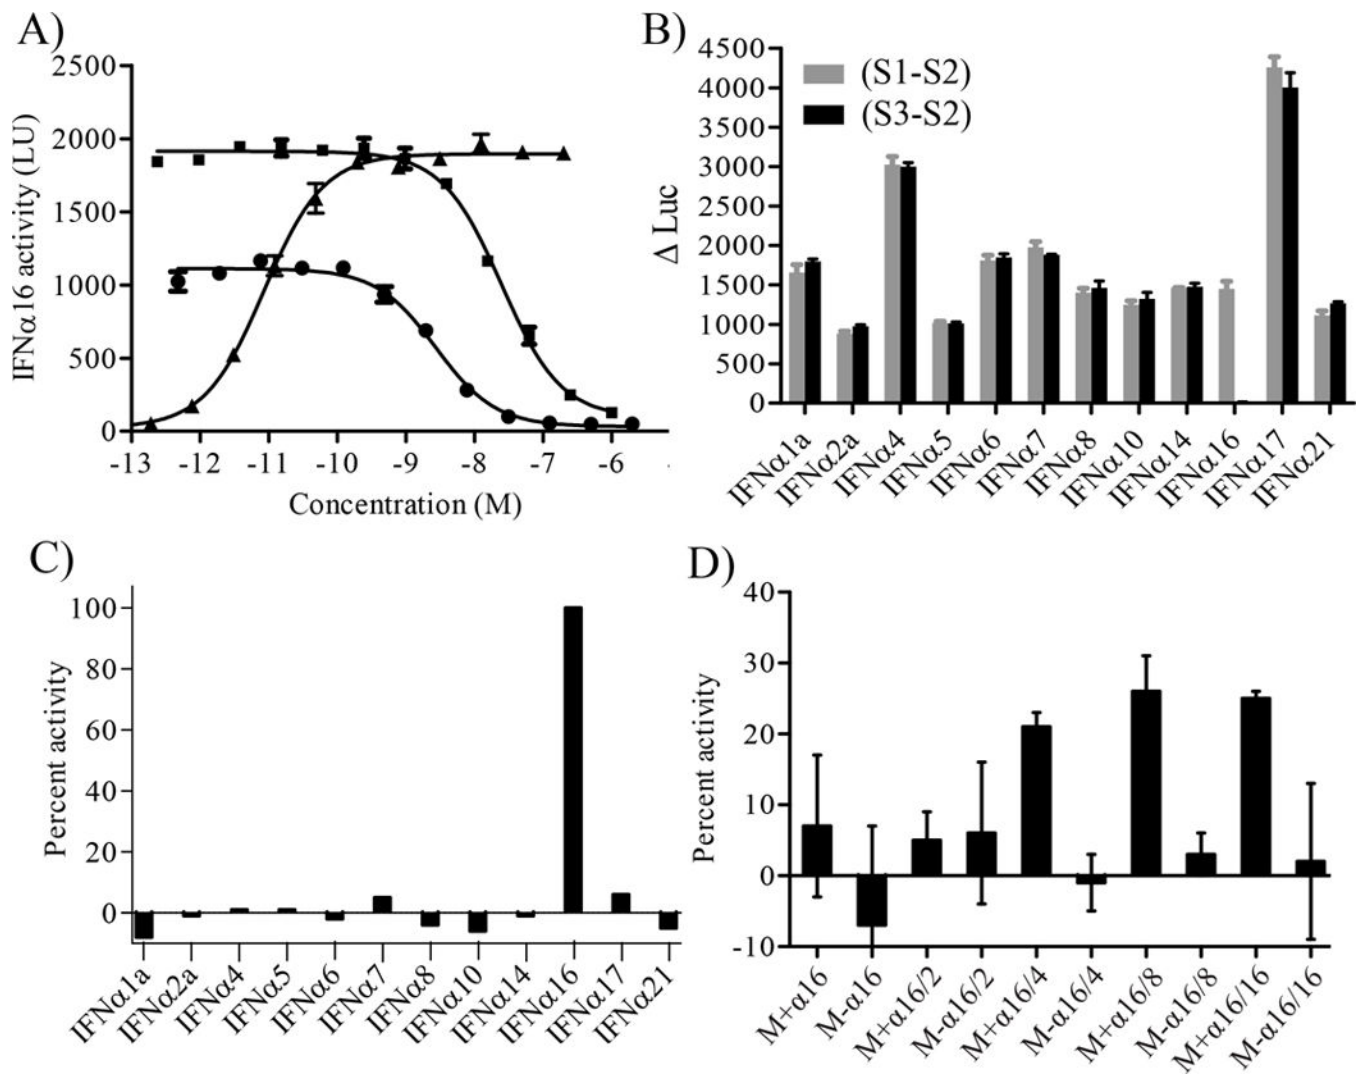 A)
IFNα16 activity (LU)
2500
2000
1500
1000
500
0
-13 -12 -11 -10 -9 -8 -7 -6
Concentration (M)
B)
Δ Luc
4500
4000
3500
3000
2500
2000
1500
1000
500
0
(S1-S2)
(S3-S2)
IFNα1a
IFNα2a
IFNα4
IFNα5
IFNα6
IFNα7
IFNα8
IFNα10
IFNα14
IFNα16
IFNα17
IFNα21
C)
Percent activity
100
80
60
40
20
0
IFNα1a
IFNα2a
IFNα4
IFNα5
IFNα6
IFNα7
IFNα8
IFNα10
IFNα14
IFNα16
IFNα17
IFNα21
D)
Percent activity
40
30
20
10
0
-10
M+α16
M-α16
M+α16/2
M-α16/2
M+α16/4
M-α16/4
M+α16/8
M-α16/8
M+α16/16
M-α16/16